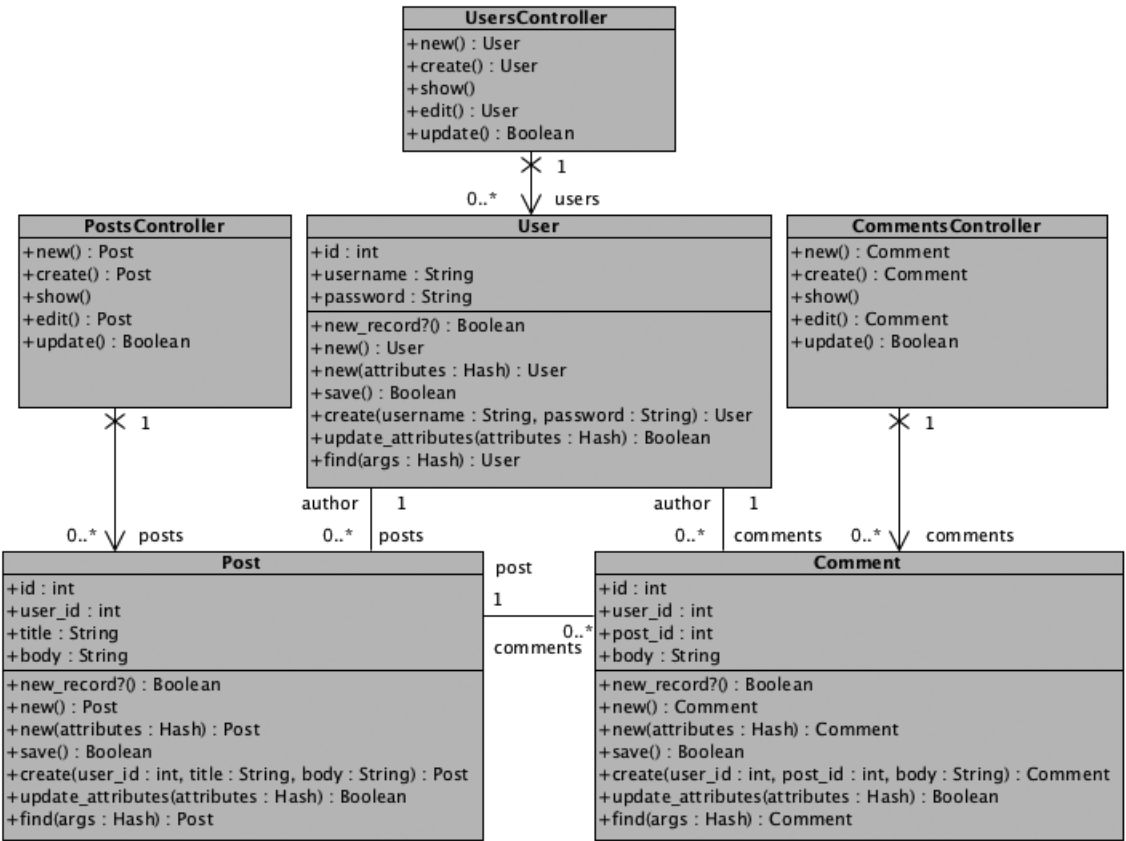 UsersController
+new() : User
+create() : User
+show()
+edit() : User
+update() : Boolean
1
0..* users
PostsController
+new() : Post
+create() : Post
+show()
+edit() : Post
+update() : Boolean
User
+id : int
+username : String
+password : String
+new_record?() : Boolean
+new() : User
+new(attributes : Hash) : User
+save() : Boolean
+create(username : String, password : String) : User
+update_attributes(attributes : Hash) : Boolean
+find(args : Hash) : User
CommentsController
+new() : Comment
+create() : Comment
+show()
+edit() : Comment
+update() : Boolean
1
1
author 1
author 1
0..* posts
0..* posts
0..* comments
0..* comments
Post
+id : int
+user_id : int
+title : String
+body : String
+new_record?() : Boolean
+new() : Post
+new(attributes : Hash) : Post
+save() : Boolean
+create(user_id : int, title : String, body : String) : Post
+update_attributes(attributes : Hash) : Boolean
+find(args : Hash) : Post
post
1
0..*
comments
Comment
+id : int
+user_id : int
+post_id : int
+body : String
+new_record?() : Boolean
+new() : Comment
+new(attributes : Hash) : Comment
+save() : Boolean
+create(user_id : int, post_id : int, body : String) : Comment
+update_attributes(attributes : Hash) : Boolean
+find(args : Hash) : Comment